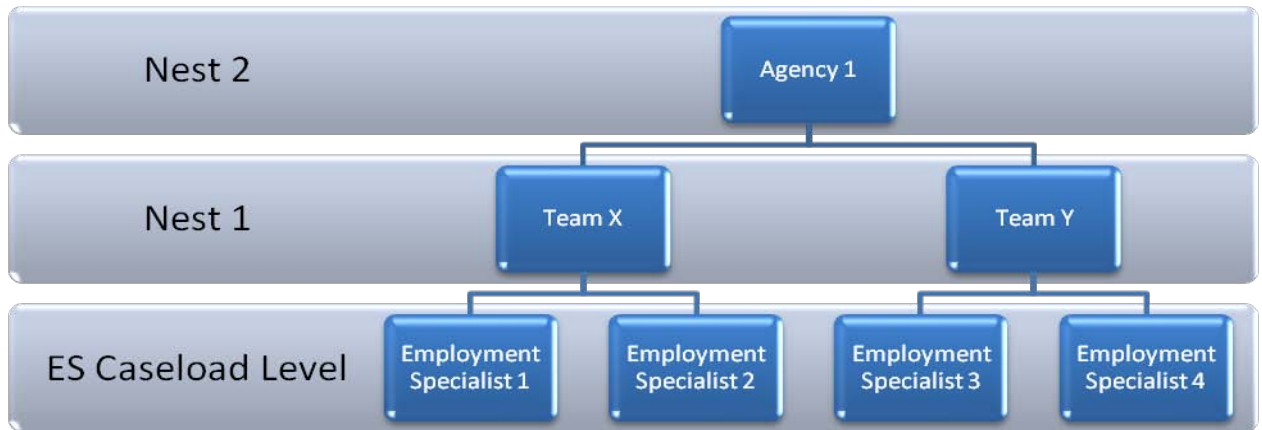 Nest 2
Agency 1
Nest 1
Team X
Team Y
ES Caseload Level
Employment
Specialist 1
Employment
Specialist 2
Employment
Specialist 3
Employment
Specialist 4